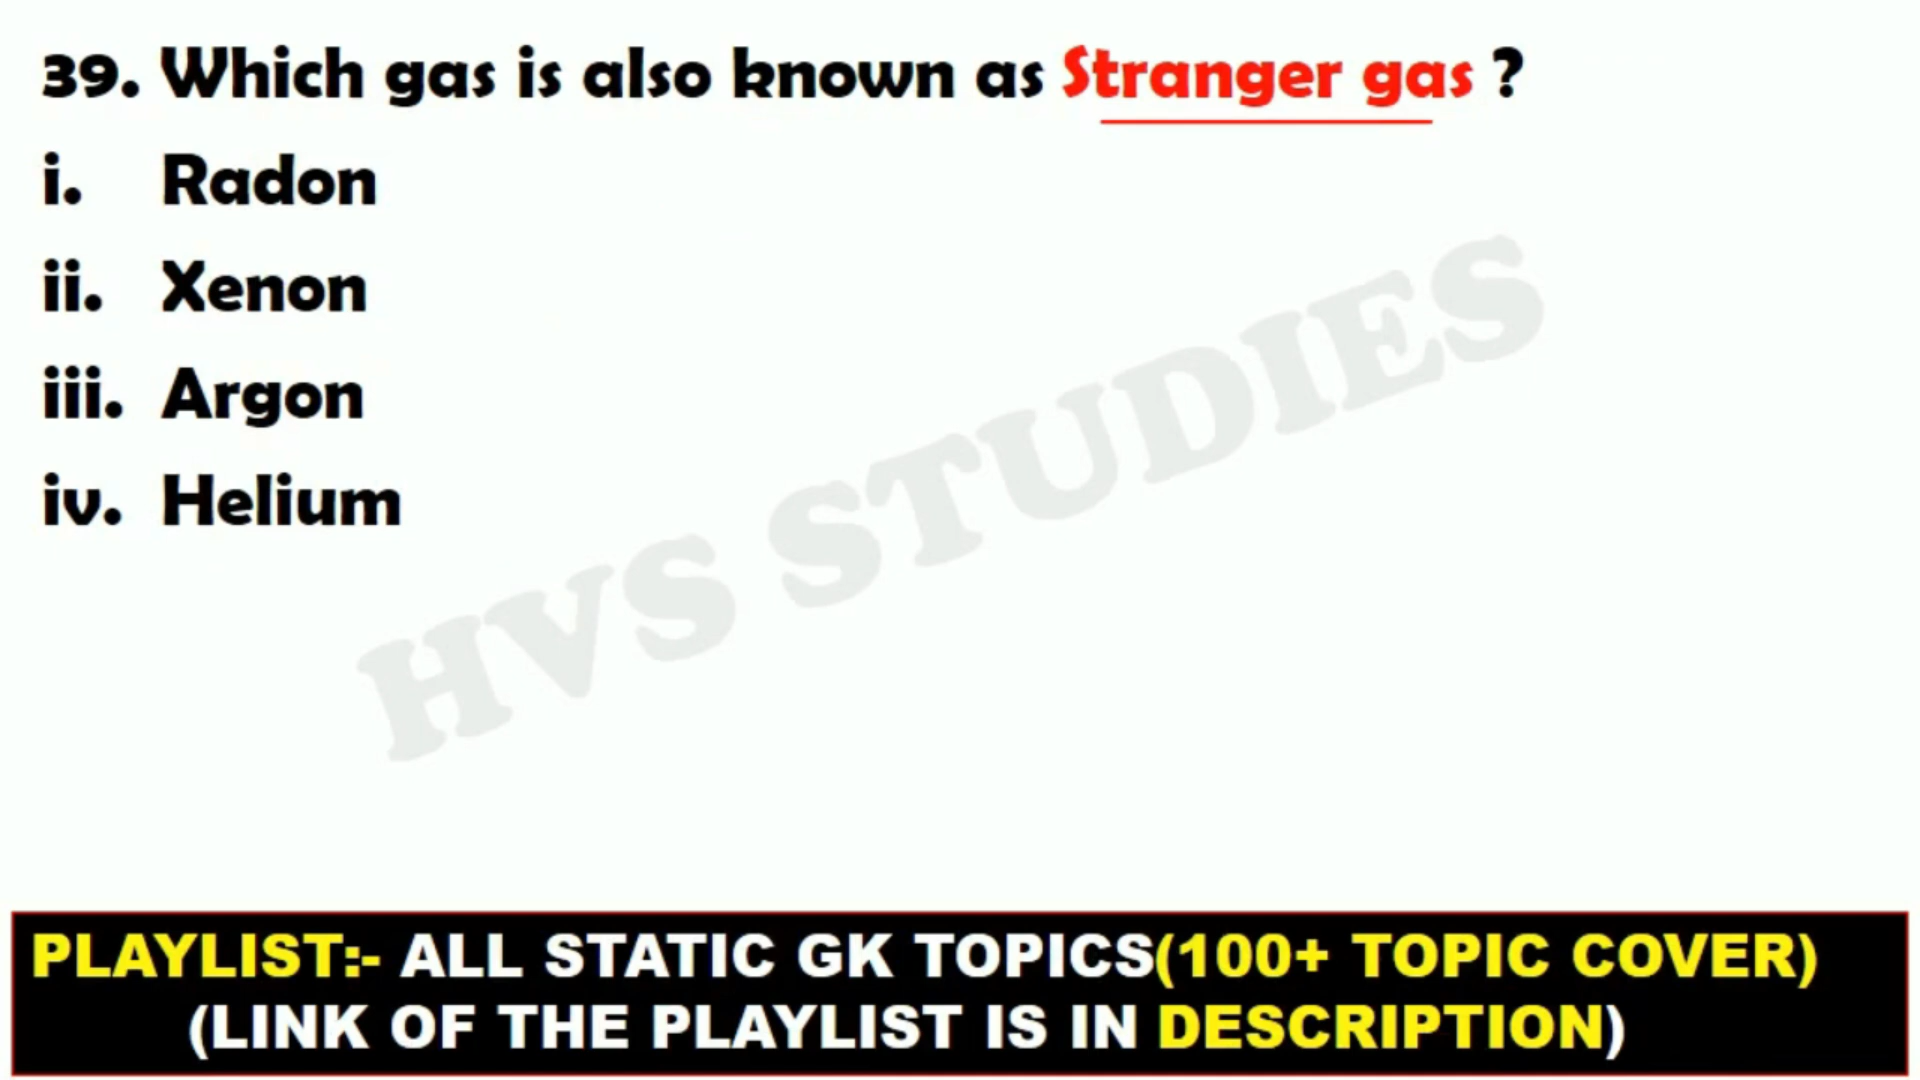 39. Which gas is also known as Stranger gas ?
i. Radon
ii. Xenon
iii. Argon
iv. Helium
HVS STUDIES
PLAYLIST:- ALL STATIC GK TOPICS(100+ TOPIC COVER)
(LINK OF THE PLAYLIST IS IN DESCRIPTION)